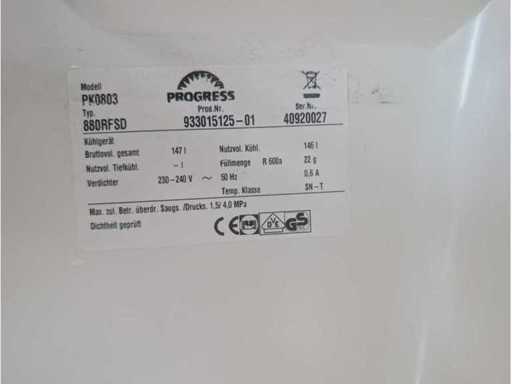 Modell
PK0803
PROGRESS
Typ.
Prod.Nr.
Ser.Nr.
880RFSD 933015125-01 40920027
Kühlgerät
Bruttovol. gesamt 147 l Nutzvol. Kühl. 146 l
Nutzvol. Tiefkühl. - l Füllmenge R 600a 22 g
Verdichter 230-240 V ~ 50 Hz 0,6 A
Temp. Klasse SN-T
Max. zul. Betr. überdr. Saugs. /Drucks. 1,5/ 4,0 MPa
Dichtheit geprüft CE VDE GS